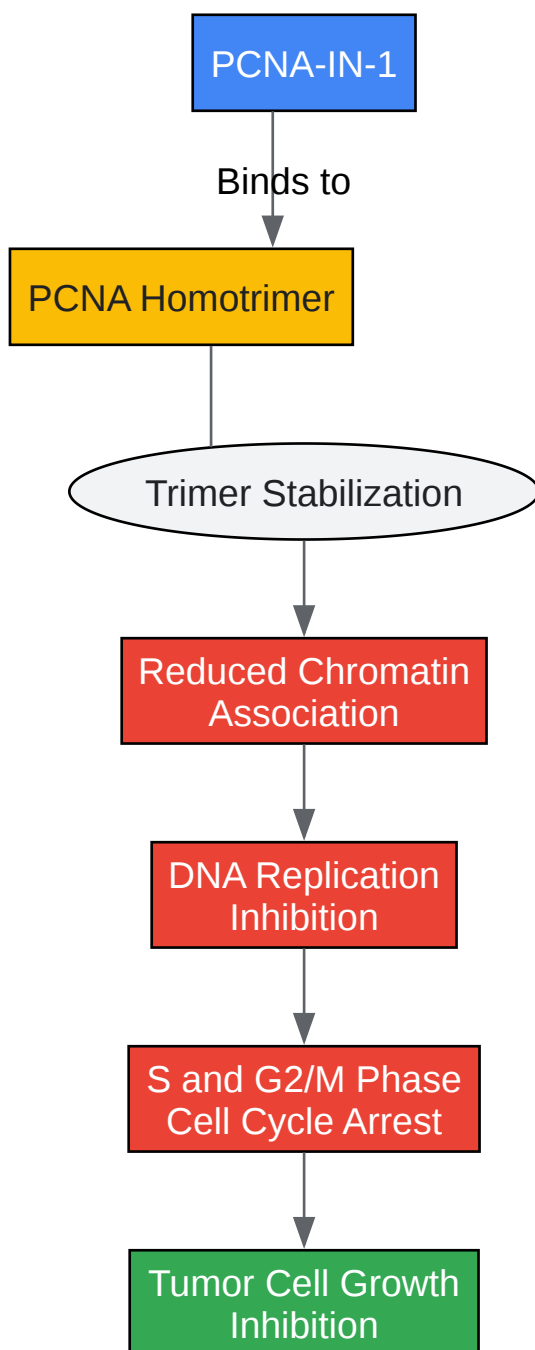 PCNA-IN-1
Binds to
PCNA Homotrimer
Trimer Stabilization
Reduced Chromatin
Association
DNA Replication
Inhibition
S and G2/M Phase
Cell Cycle Arrest
Tumor Cell Growth
Inhibition